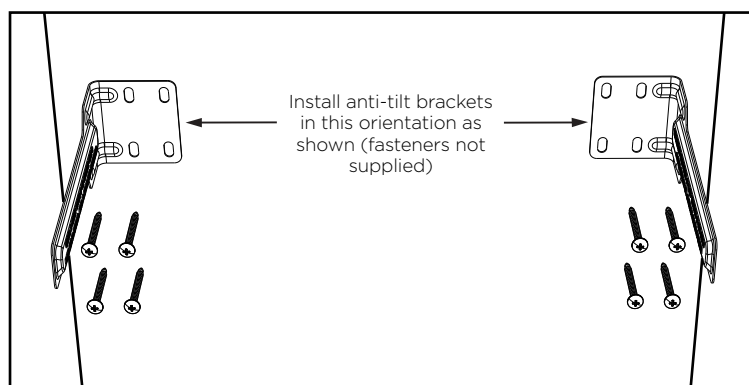 Install anti-tilt brackets
in this orientation as
shown (fasteners not
supplied)